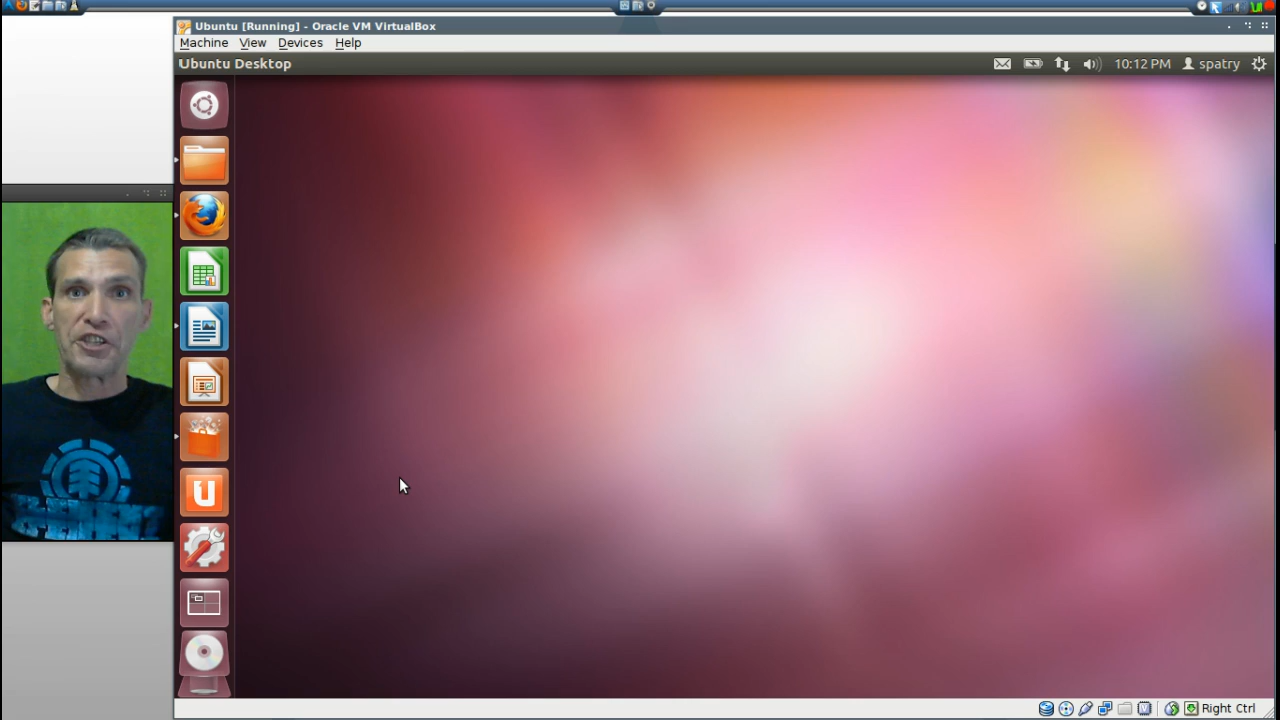 Ubuntu [Running] - Oracle VM VirtualBox
Machine View Devices Help
Ubuntu Desktop 10:12 PM spatry
U
Right Ctrl